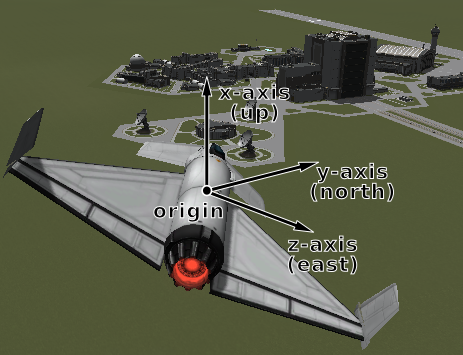 x-axis
(up)
y-axis
(north)
origin
z-axis
(east)